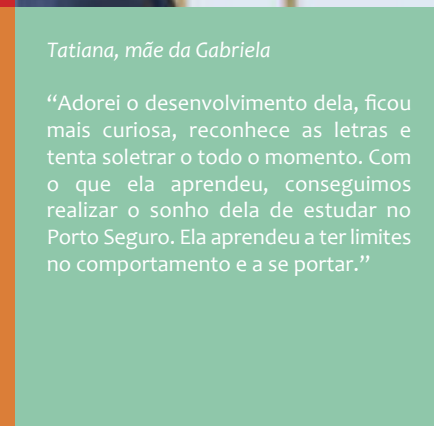 Tatiana, mãe da Gabriela
“Adorei o desenvolvimento dela, ficou
mais curiosa, reconhece as letras e
tenta soletrar o todo o momento. Com
o que ela aprendeu, conseguimos
realizar o sonho dela de estudar no
Porto Seguro. Ela aprendeu a ter limites
no comportamento e a se portar.”